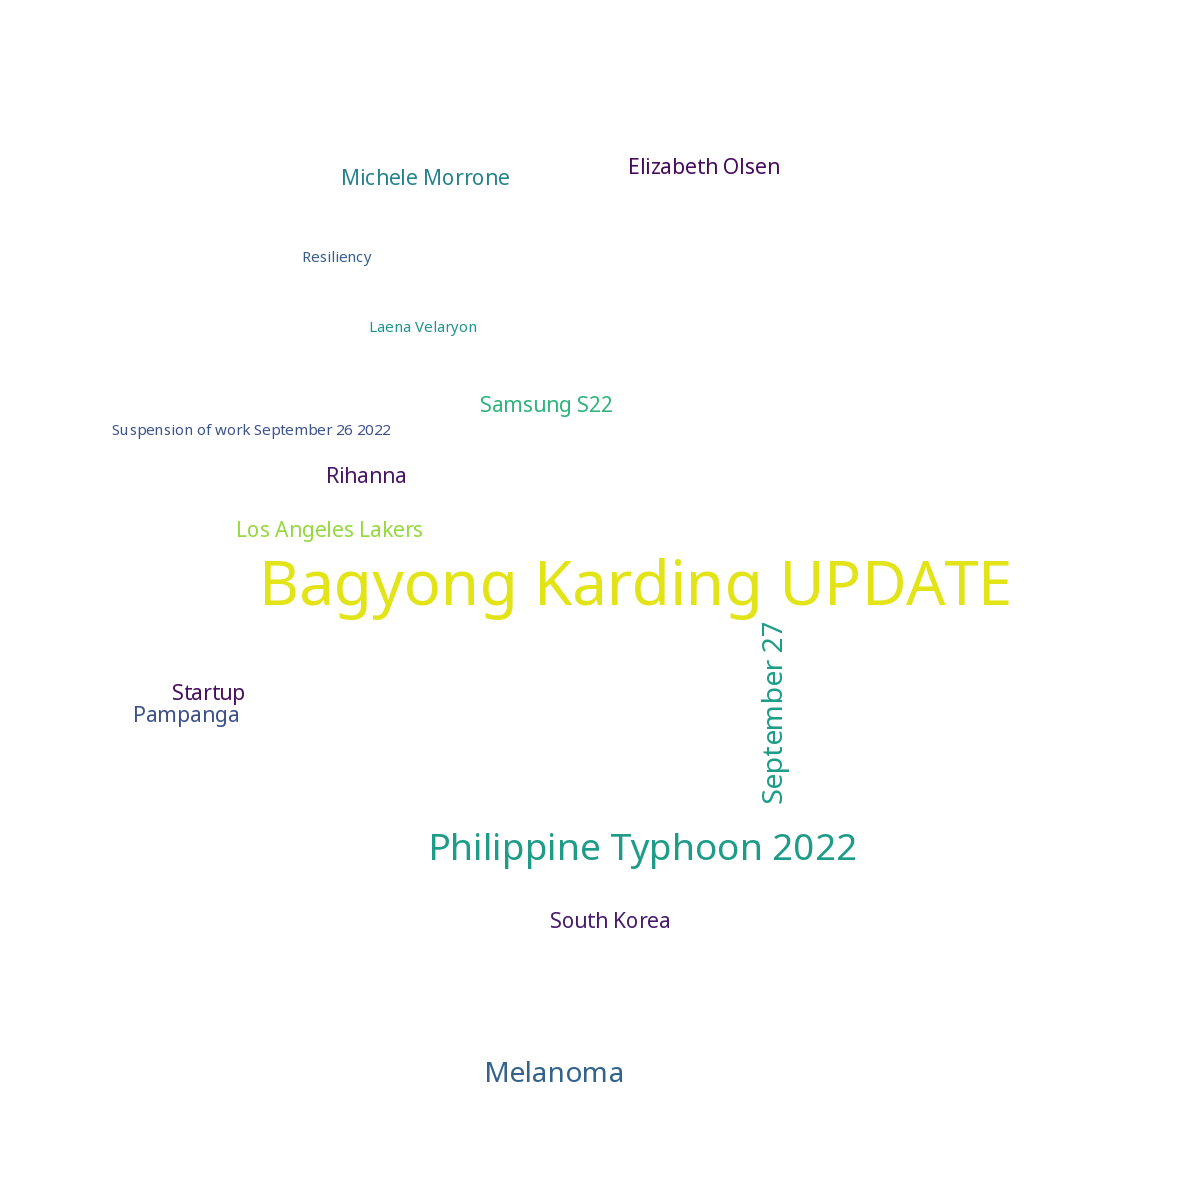 Elizabeth Olsen
Michele Morrone
Resiliency
Laena Velaryon
Samsung S22
Suspension of work September 26 2022
Rihanna
Los Angeles Lakers
Bagyong Karding UPDATE
September 27
Startup
Pampanga
Philippine Typhoon 2022
South Korea
Melanoma